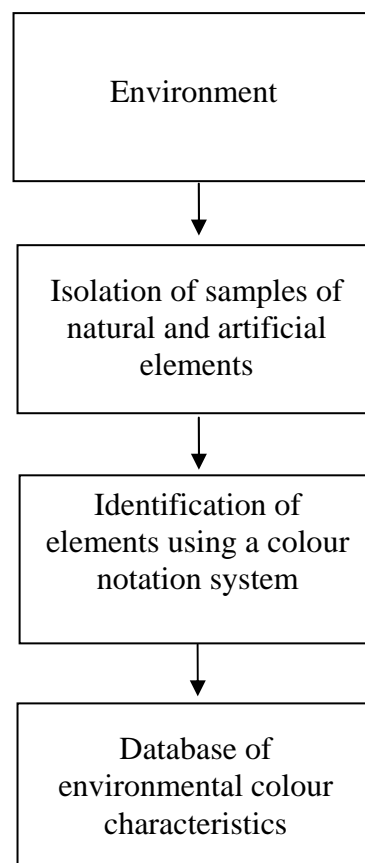 Environment
Isolation of samples of
natural and artificial
elements
Identification of
elements using a colour
notation system
Database of
environmental colour
characteristics